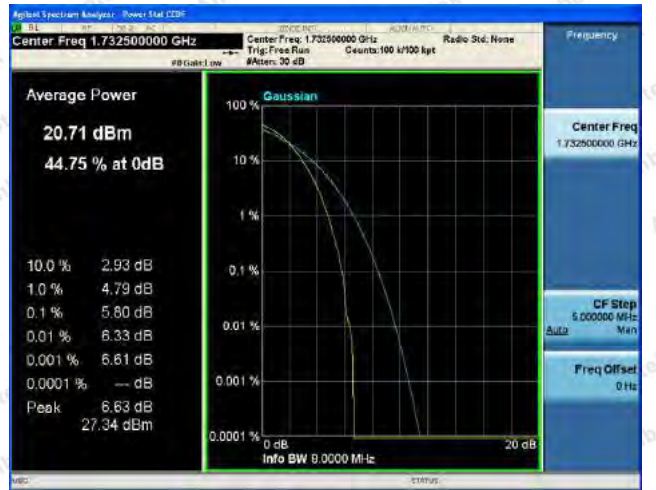 Agilent Spectrum Analyzer - Power Stat CCDF
Center Freq 1.732500000 GHz
#IFGain:Low
Center Freq: 1.732500000 GHz
Trig: Free Run
Counts:100 k/100 kpt
#Atten: 30 dB
Radio Std: None
Frequency
Average Power
20.71 dBm
44.75 % at 0dB
10.0 % 2.93 dB
1.0 % 4.79 dB
0.1 % 5.80 dB
0.01 % 6.33 dB
0.001 % 6.61 dB
0.0001 % --- dB
Peak 6.63 dB
27.34 dBm
Gaussian
100 %
10 %
1 %
0.1 %
0.01 %
0.001 %
0.0001 %
0 dB
20 dB
Info BW 8.0000 MHz
Center Freq
1.732500000 GHz
CF Step
5.000000 MHz
Auto Man
Freq Offset
0 Hz
MSG
STATUS